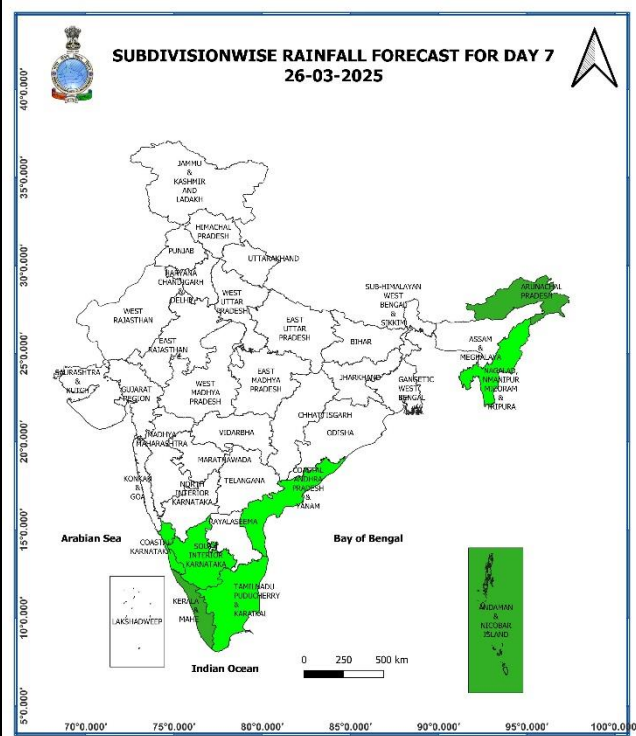 SUBDIVISIONWISE RAINFALL FORECAST FOR DAY 7
26-03-2025
40°0.000'
35°0.000'
30°0.000'
25°0.000'
20°0.000'
15°0.000'
10°0.000'
5°0.000'
JAMMU
&
KASHMIR
AND
LADAKH
HIMACHAL
PRADESH
PUNJAB
UTTARAKHAND
HARYANA
CHANDIGARH
&
DELHI
WEST
UTTAR
PRADESH
SUB-HIMALAYAN
WEST
BENGAL
&
SIKKIM
ARUNACHAL
PRADESH
WEST
RAJASTHAN
EAST
RAJASTHAN
EAST
UTTAR
PRADESH
BIHAR
ASSAM
&
MEGHALAYA
SAURASHTRA
&
KUTCH
GUJARAT
REGION
WEST
MADHYA
PRADESH
EAST
MADHYA
PRADESH
JHARKHAND
GANGETIC
WEST
BENGAL
NMANIPUR
MIZORAM
&
TRIPURA
CHHATTISGARH
ODISHA
MADHYA
MAHARASHTRA
VIDARBHA
MARATHAWADA
TELANGANA
KONKAN
&
GOA
NORTH
INTERIOR
KARNATAKA
COASTAL
ANDHRA
PRADESH
&
YANAM
RAYALASEEMA
Arabian Sea
Bay of Bengal
COASTAL
KARNATAKA
SOUTH
INTERIOR
KARNATAKA
TAMILNADU
PUDUCHERRY
&
KARAIKAL
KERALA
&
MAHE
LAKSHADWEEP
ANDAMAN
&
NICOBAR
ISLAND
Indian Ocean
0 250 500 km
70°0.000' 75°0.000' 80°0.000' 85°0.000' 90°0.000' 95°0.000' 100°0.000'